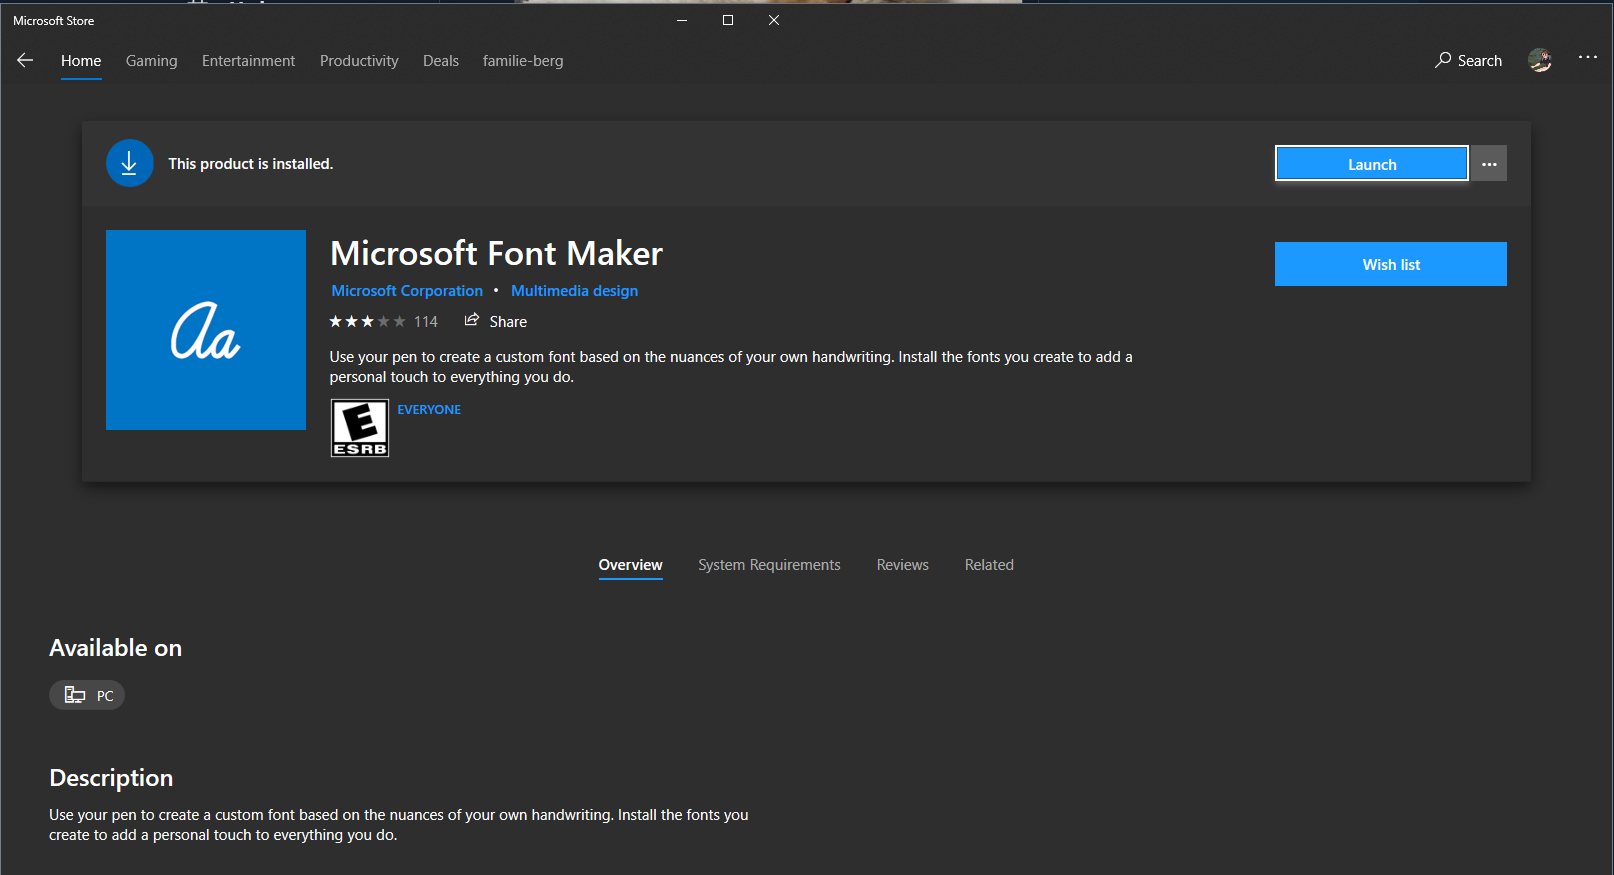 Microsoft Store
Home Gaming Entertainment Productivity Deals familie-berg Search
This product is installed.
Launch
Aa
Microsoft Font Maker
Wish list
Microsoft Corporation • Multimedia design
114 Share
Use your pen to create a custom font based on the nuances of your own handwriting. Install the fonts you create to add a
personal touch to everything you do.
E
ESRB
EVERYONE
Overview System Requirements Reviews Related
Available on
PC
Description
Use your pen to create a custom font based on the nuances of your own handwriting. Install the fonts you
create to add a personal touch to everything you do.